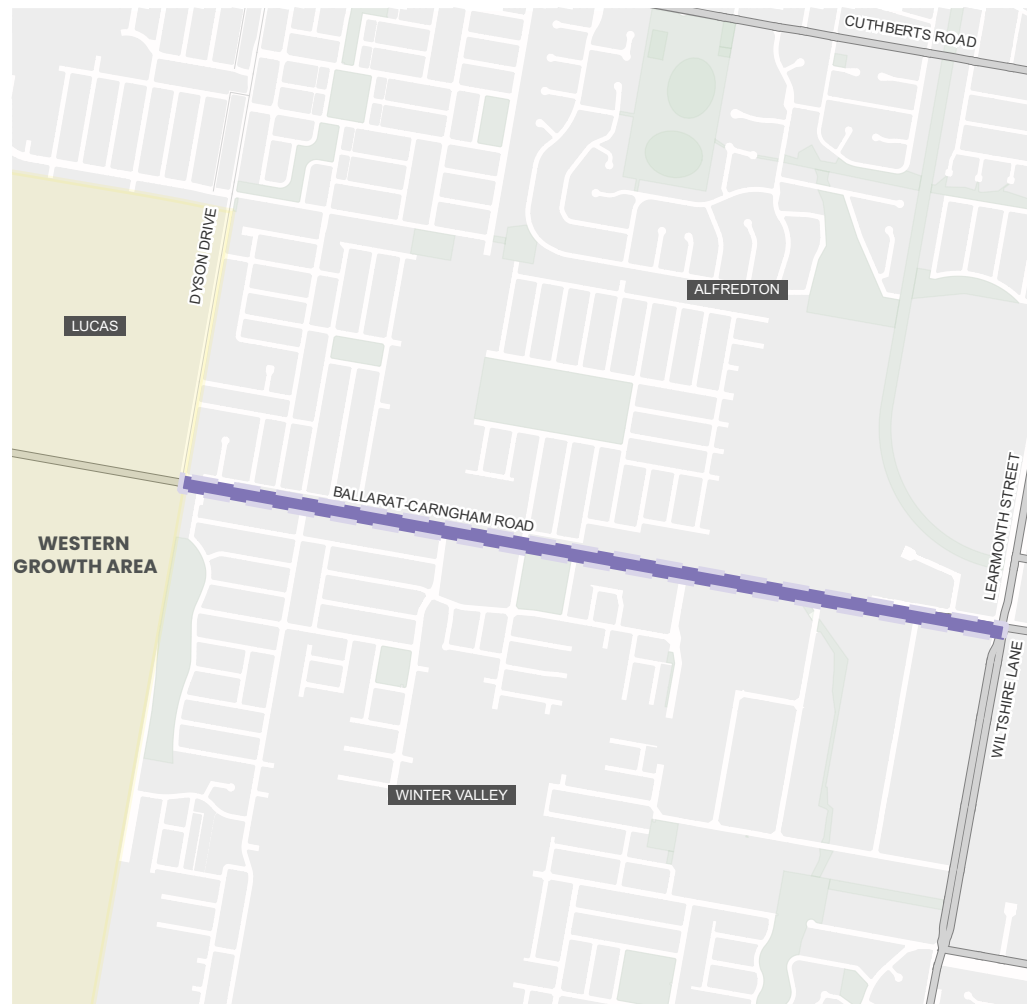 CUTHBERTS ROAD
DYSON DRIVE
ALFREDTON
LUCAS
BALLARAT-CARNGHAM ROAD
LEARMONTH STREET
WESTERN
GROWTH AREA
WILTSHIRE LANE
WINTER VALLEY